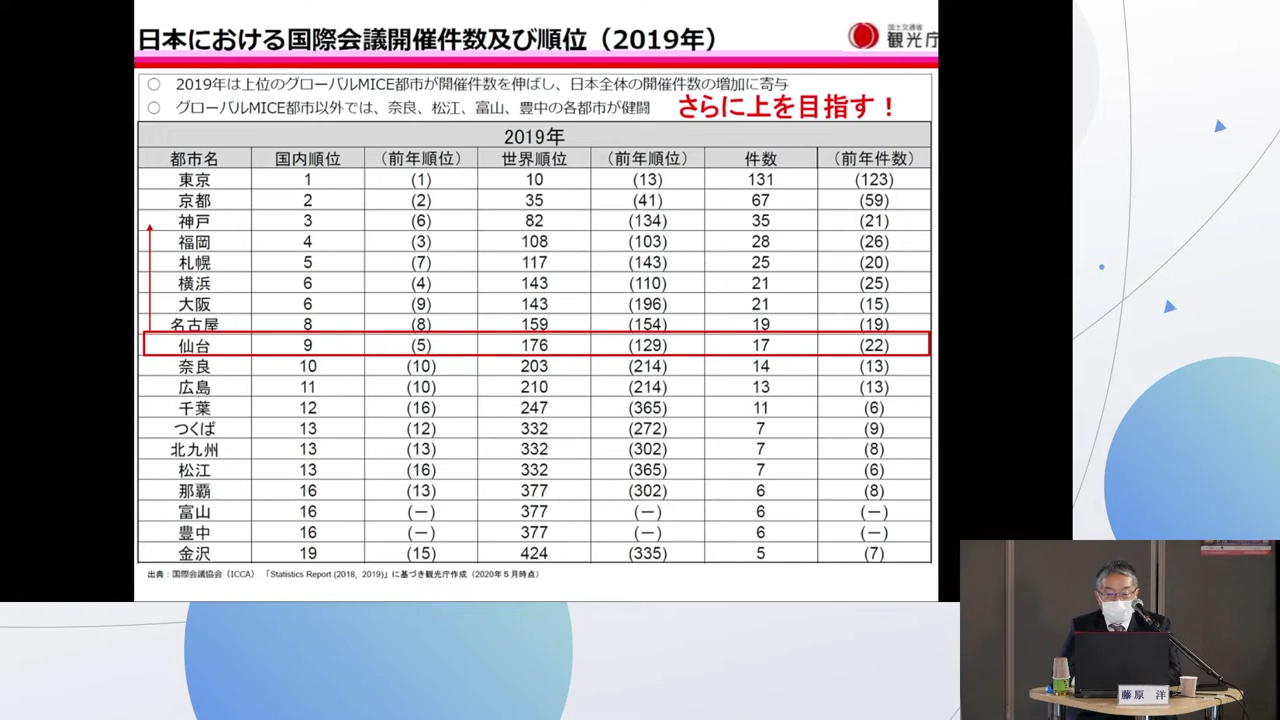 日本における国際会議開催件数及び順位（2019年）
国土交通省
観光庁
○ 2019年は上位のグローバルMICE都市が開催件数を伸ばし、日本全体の開催件数の増加に寄与
○ グローバルMICE都市以外では、奈良、松江、富山、豊中の各都市が健闘
さらに上を目指す！
2019年
都市名 国内順位 （前年順位） 世界順位 （前年順位） 件数 （前年件数）
東京 1 (1) 10 (13) 131 (123)
京都 2 (2) 35 (41) 67 (59)
神戸 3 (6) 82 (134) 35 (21)
福岡 4 (3) 108 (103) 28 (26)
札幌 5 (7) 117 (143) 25 (20)
横浜 6 (4) 143 (110) 21 (25)
大阪 6 (9) 143 (196) 21 (15)
名古屋 8 (8) 159 (154) 19 (19)
仙台 9 (5) 176 (129) 17 (22)
奈良 10 (10) 203 (214) 14 (13)
広島 11 (10) 210 (214) 13 (13)
千葉 12 (16) 247 (365) 11 (6)
つくば 13 (12) 332 (272) 7 (9)
北九州 13 (13) 332 (302) 7 (8)
松江 13 (16) 332 (365) 7 (6)
那覇 16 (13) 377 (302) 6 (8)
富山 16 (－) 377 (－) 6 (－)
豊中 16 (－) 377 (－) 6 (－)
金沢 19 (15) 424 (335) 5 (7)
出典：国際会議協会（ICCA）「Statistics Report (2018, 2019)」に基づき観光庁作成（2020年５月時点）
藤原 洋